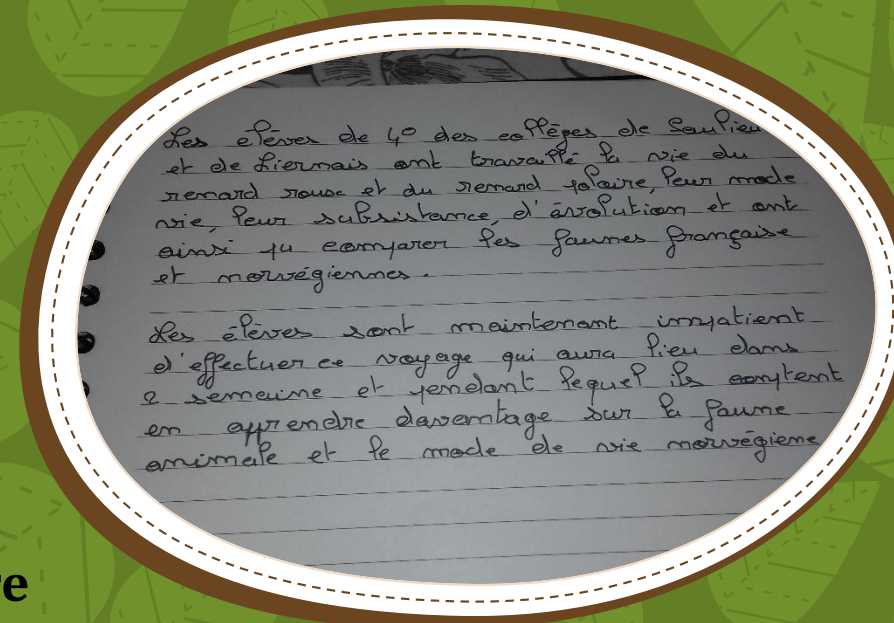 Les élèves de 4° des collèges de Saulieu
et de Liernais ont travaillé la vie du
renard roux et du renard polaire, leur mode
vie, leur subsistance, d'évolution et ont
ainsi pu comparer les faunes française
et norvégiennes.
Les élèves sont maintenant impatient
d'effectuer ce voyage qui aura lieu dans
2 semaine et pendant lequel ils comptent
en apprendre davantage sur la faune
animale et le mode de vie norvégiene
re